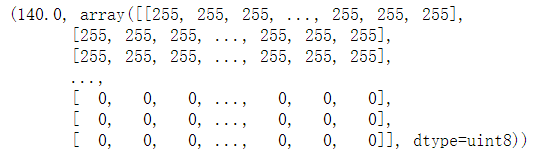 (140.0, array([[255, 255, 255, ..., 255, 255, 255],
[255, 255, 255, ..., 255, 255, 255],
[255, 255, 255, ..., 255, 255, 255],
...,
[  0,   0,   0, ...,   0,   0,   0],
[  0,   0,   0, ...,   0,   0,   0],
[  0,   0,   0, ...,   0,   0,   0]], dtype=uint8))